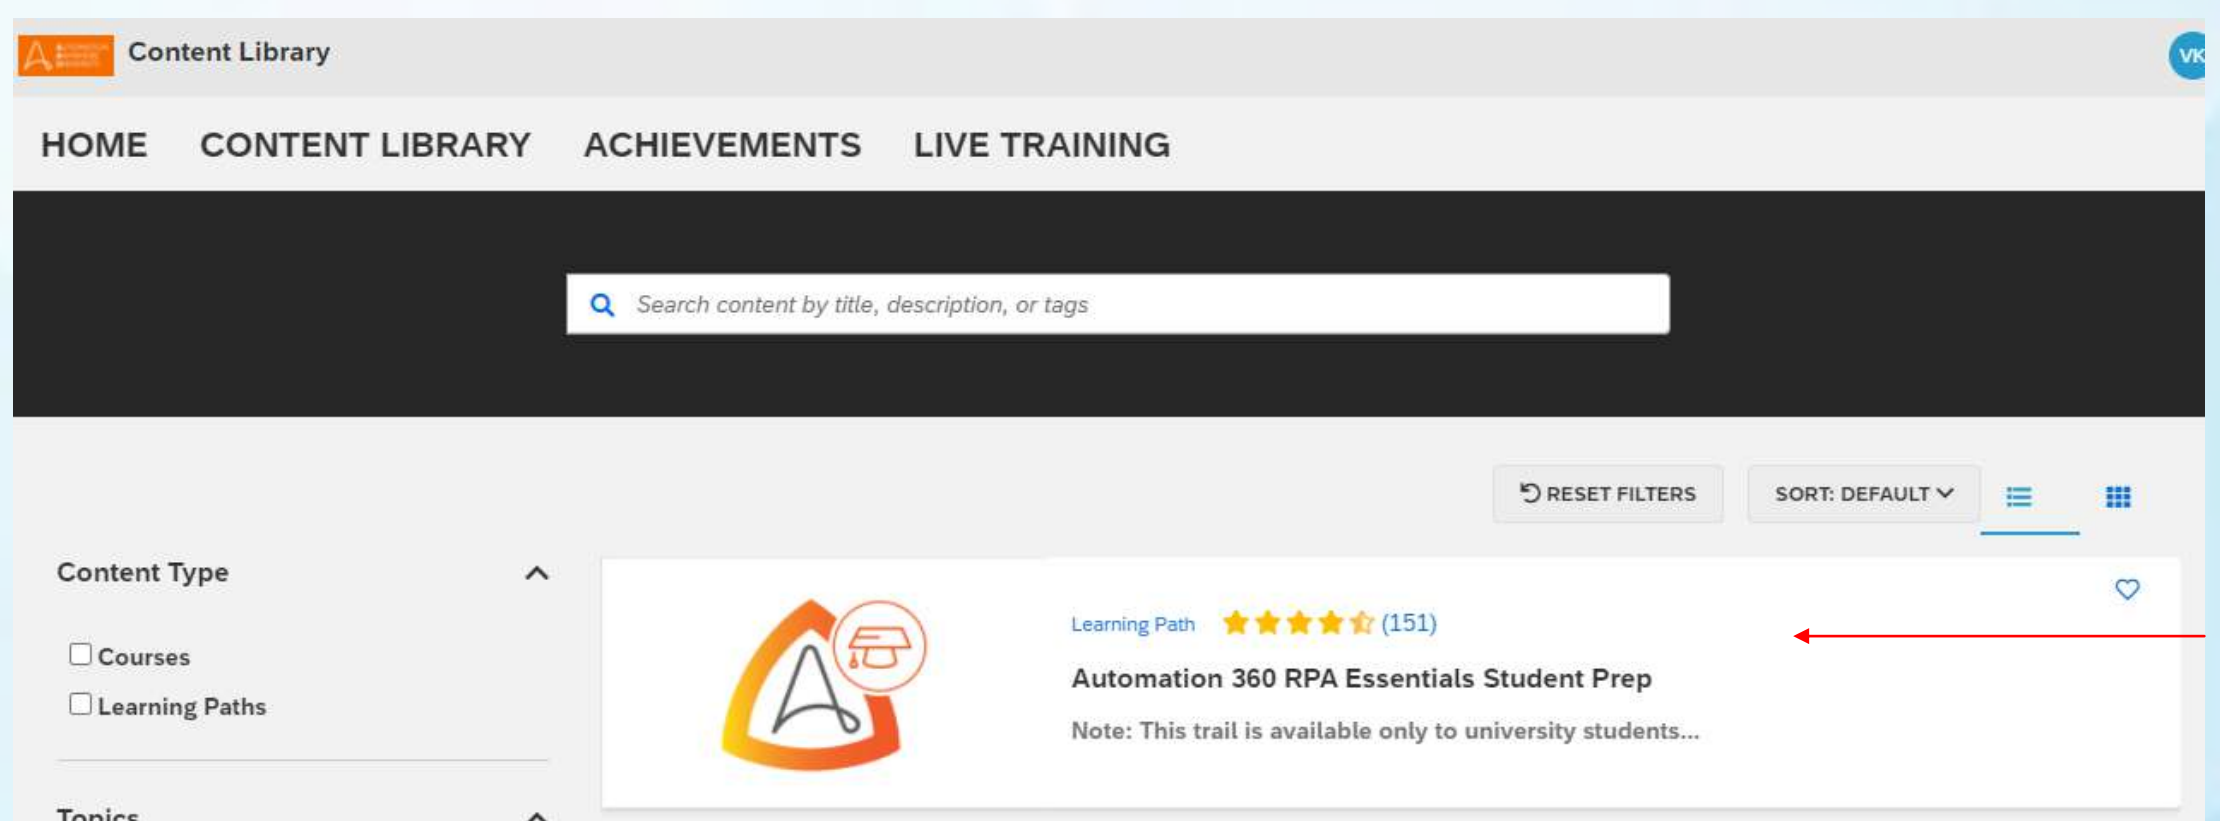 Content Library
VK
HOME CONTENT LIBRARY ACHIEVEMENTS LIVE TRAINING
Search content by title, description, or tags
RESET FILTERS SORT: DEFAULT
Content Type
Courses
Learning Paths
Topics
Learning Path (151)
Automation 360 RPA Essentials Student Prep
Note: This trail is available only to university students...